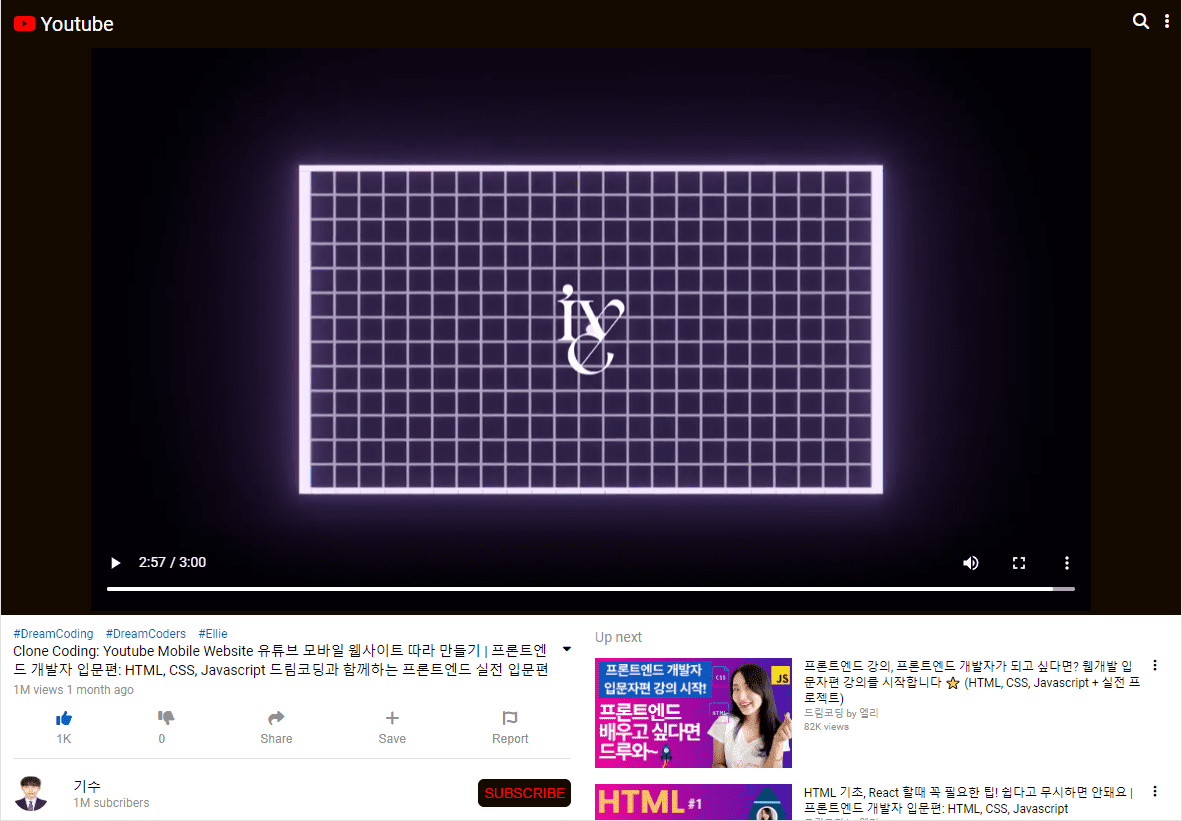 Youtube
2:57 / 3:00
#DreamCoding #DreamCoders #Ellie
Clone Coding: Youtube Mobile Website 유튜브 모바일 웹사이트 따라 만들기 | 프론트엔
드 개발자 입문편: HTML, CSS, Javascript 드림코딩과 함께하는 프론트엔드 실전 입문편
1M views 1 month ago
1K
0
Share
Save
Report
기수
1M subcribers
SUBSCRIBE
Up next
프론트엔드 개발자
입문자편 강의 시작!
CSS
JS
HTML
프론트엔드
배우고 싶다면
드루와~
프론트엔드 강의, 프론트엔드 개발자가 되고 싶다면? 웹개발 입
문자편 강의를 시작합니다 ⭐ (HTML, CSS, Javascript + 실전 프
로젝트)
드림코딩 by 엘리
82K views
HTML #1
HTML 기초, React 할때 꼭 필요한 팁! 쉽다고 무시하면 안돼요 |
프론트엔드 개발자 입문편: HTML, CSS, Javascript